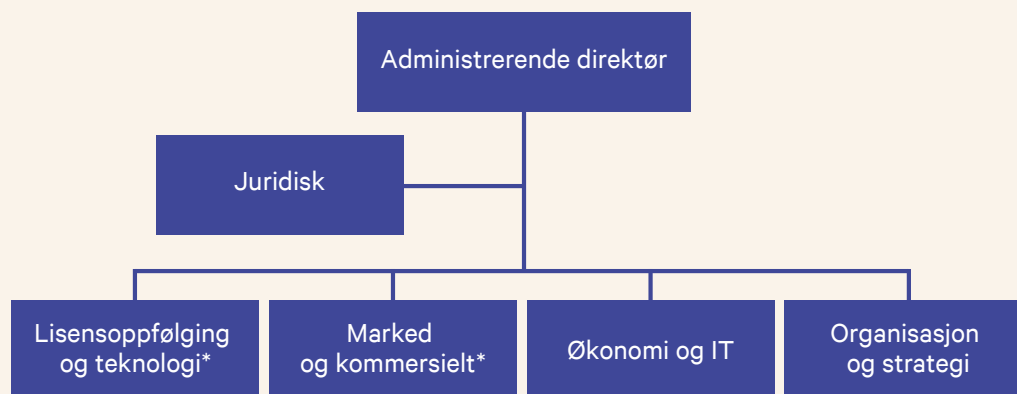 Administrerende direktør
Juridisk
Lisensoppfølging
og teknologi*
Marked
og kommersielt*
Økonomi og IT
Organisasjon
og strategi